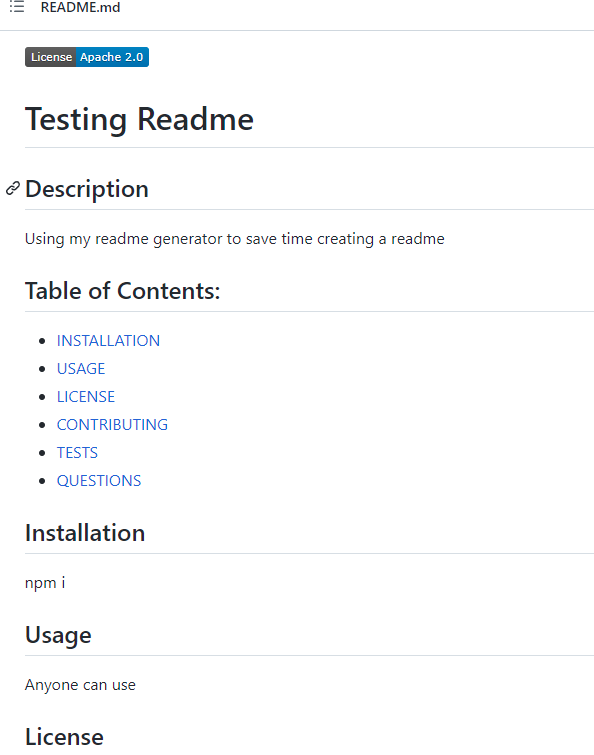 README.md
License Apache 2.0
Testing Readme
Description
Using my readme generator to save time creating a readme
Table of Contents:
INSTALLATION
USAGE
LICENSE
CONTRIBUTING
TESTS
QUESTIONS
Installation
npm i
Usage
Anyone can use
License